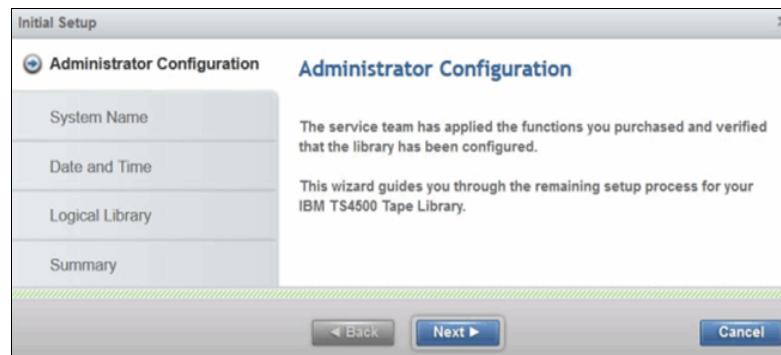 Initial Setup
Administrator Configuration
System Name
Date and Time
Logical Library
Summary
Administrator Configuration
The service team has applied the functions you purchased and verified
that the library has been configured.
This wizard guides you through the remaining setup process for your
IBM TS4500 Tape Library.
◄ Back
Next ►
Cancel